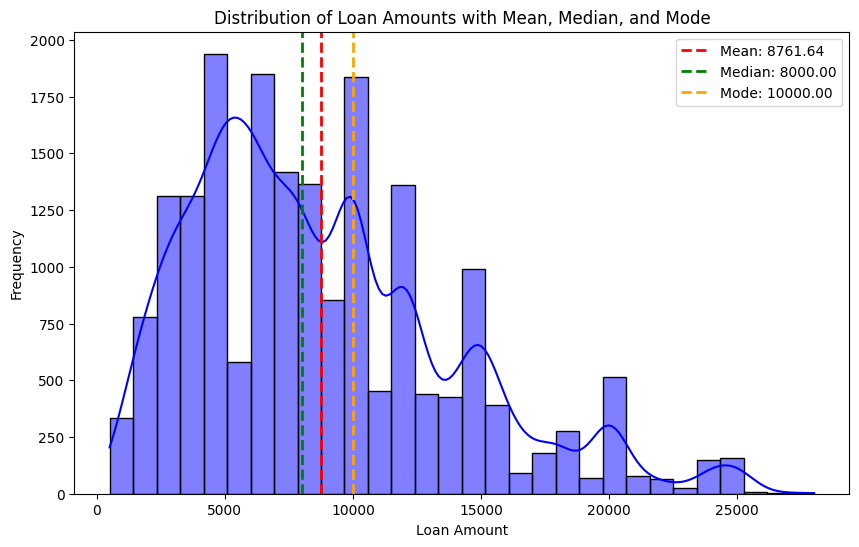 Distribution of Loan Amounts with Mean, Median, and Mode
Mean: 8761.64
Median: 8000.00
Mode: 10000.00
Frequency
2000
1750
1500
1250
1000
750
500
250
0
0 5000 10000 15000 20000 25000
Loan Amount